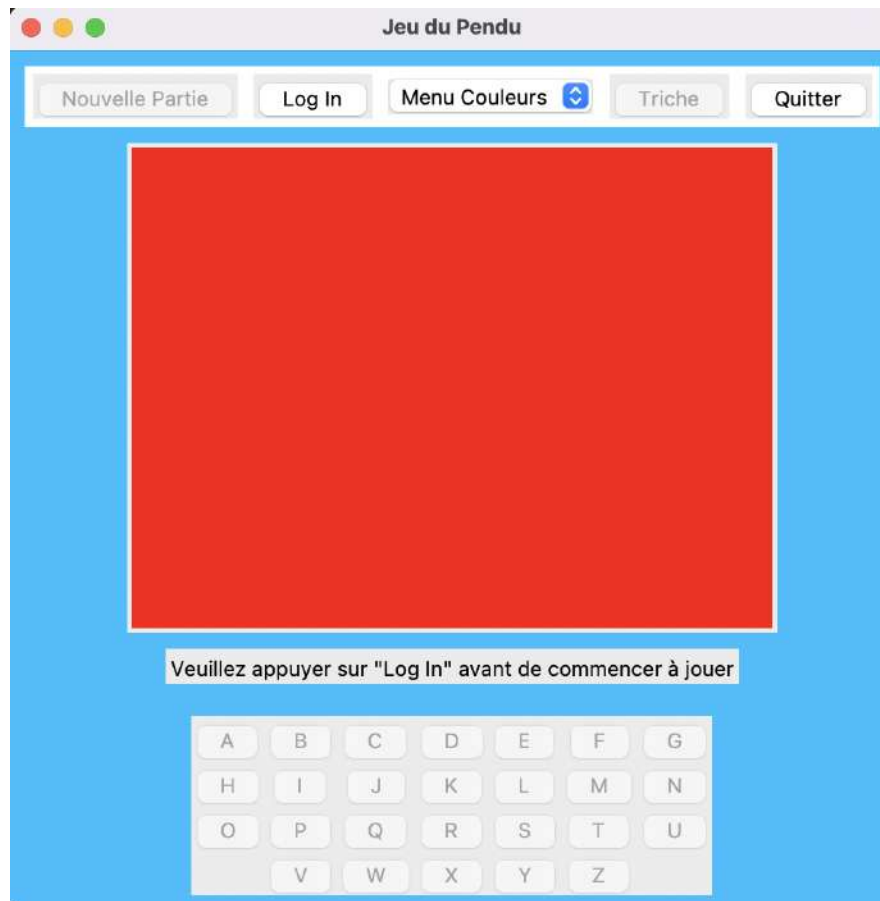 Jeu du Pendu
Nouvelle Partie Log In Menu Couleurs Triche Quitter
Veuillez appuyer sur "Log In" avant de commencer à jouer
A B C D E F G
H I J K L M N
O P Q R S T U
V W X Y Z